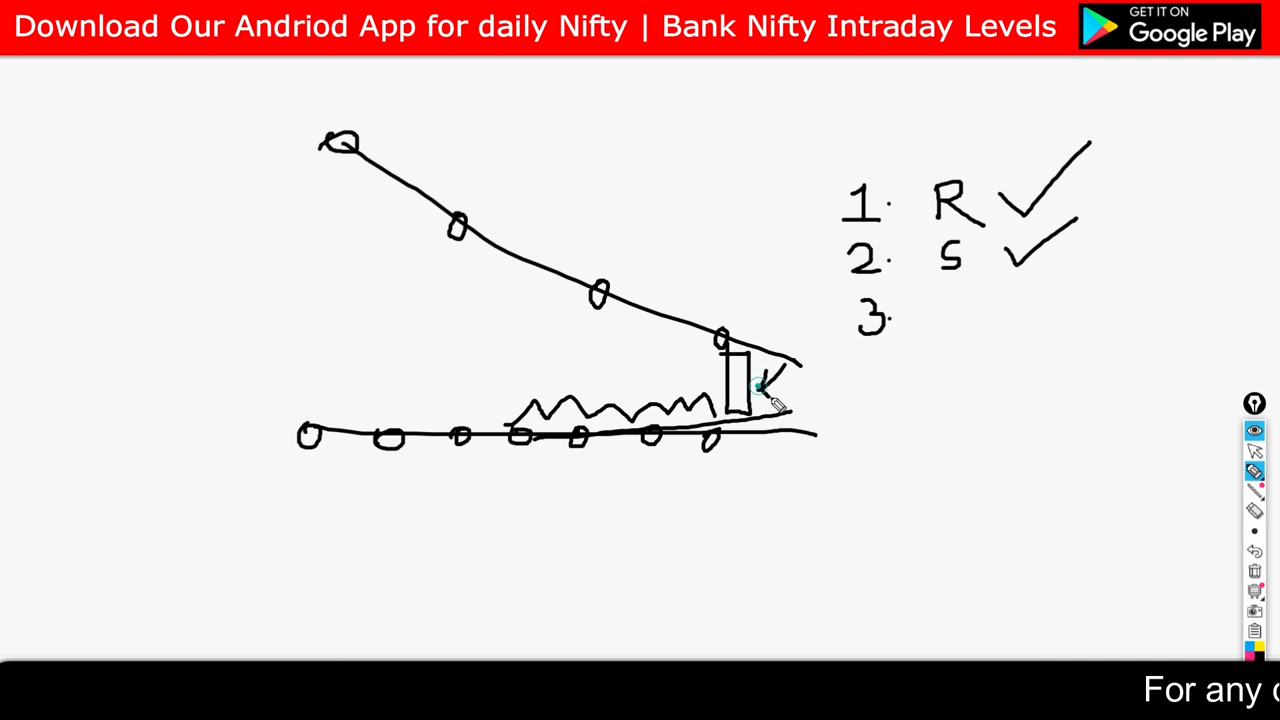 Download Our Andriod App for daily Nifty | Bank Nifty Intraday Levels
GET IT ON
Google Play
1. R
2. S
3.
For any